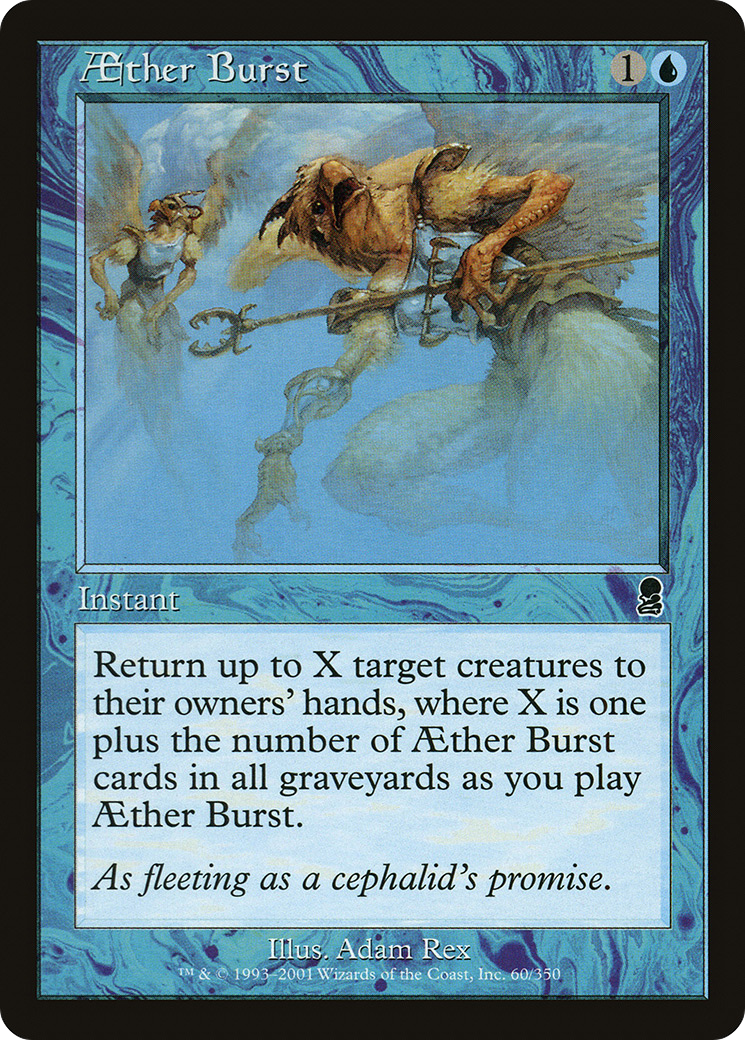 Æther Burst
1
Instant
Return up to X target creatures to
their owners’ hands, where X is one
plus the number of Æther Burst
cards in all graveyards as you play
Æther Burst.
As fleeting as a cephalid’s promise.
Illus. Adam Rex
™ & © 1993–2001 Wizards of the Coast, Inc. 60/350